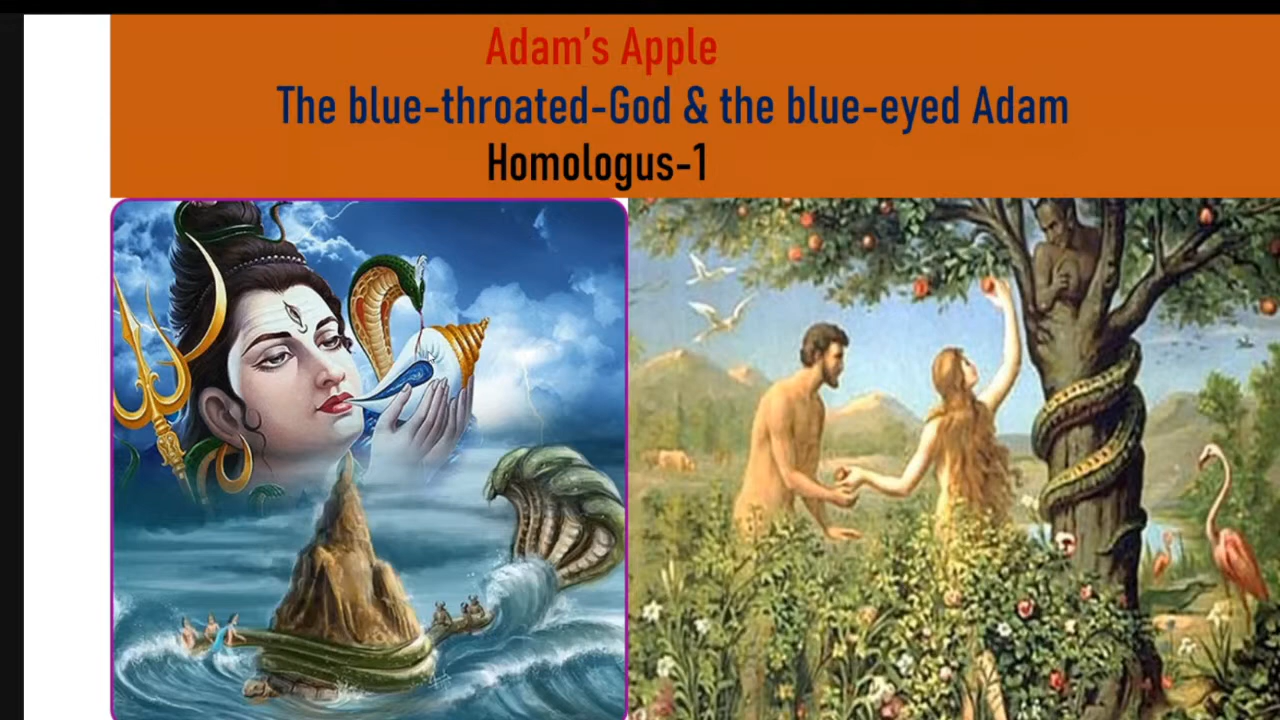 Adam’s Apple
The blue-throated-God & the blue-eyed Adam
Homologus-1